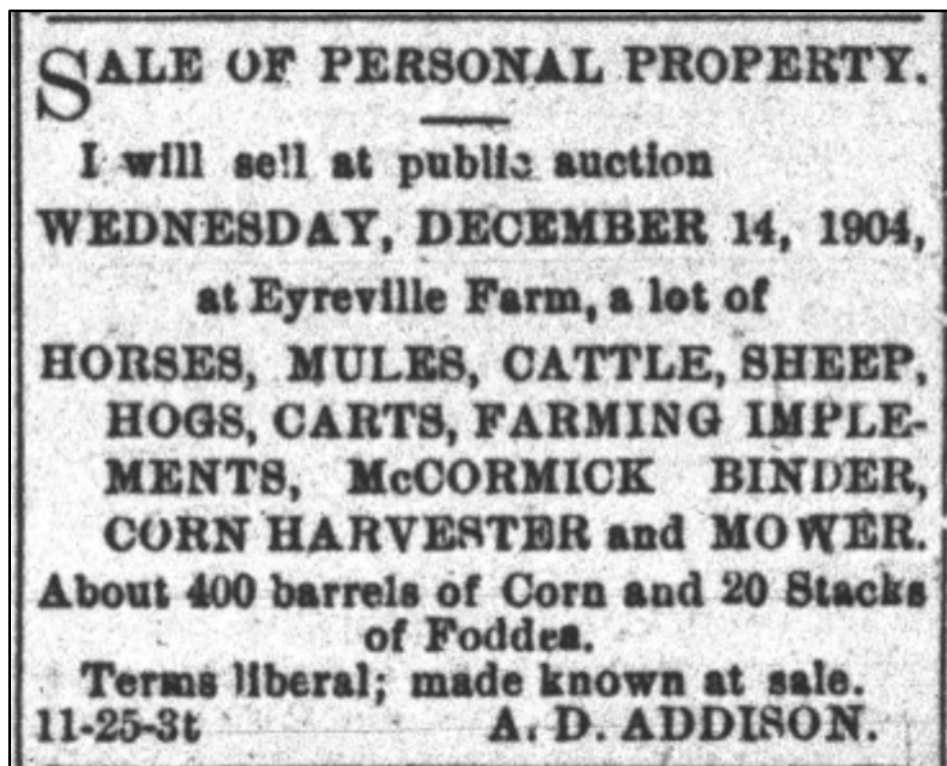 SALE OF PERSONAL PROPERTY.
I will sell at public auction
WEDNESDAY, DECEMBER 14, 1904,
at Eyreville Farm, a lot of
HORSES, MULES, CATTLE, SHEEP,
HOGS, CARTS, FARMING IMPLE-
MENTS, McCORMICK BINDER,
CORN HARVESTER and MOWER.
About 400 barrels of Corn and 20 Stacks
of Foddea.
Terms liberal; made known at sale.
11-25-3t A. D. ADDISON.